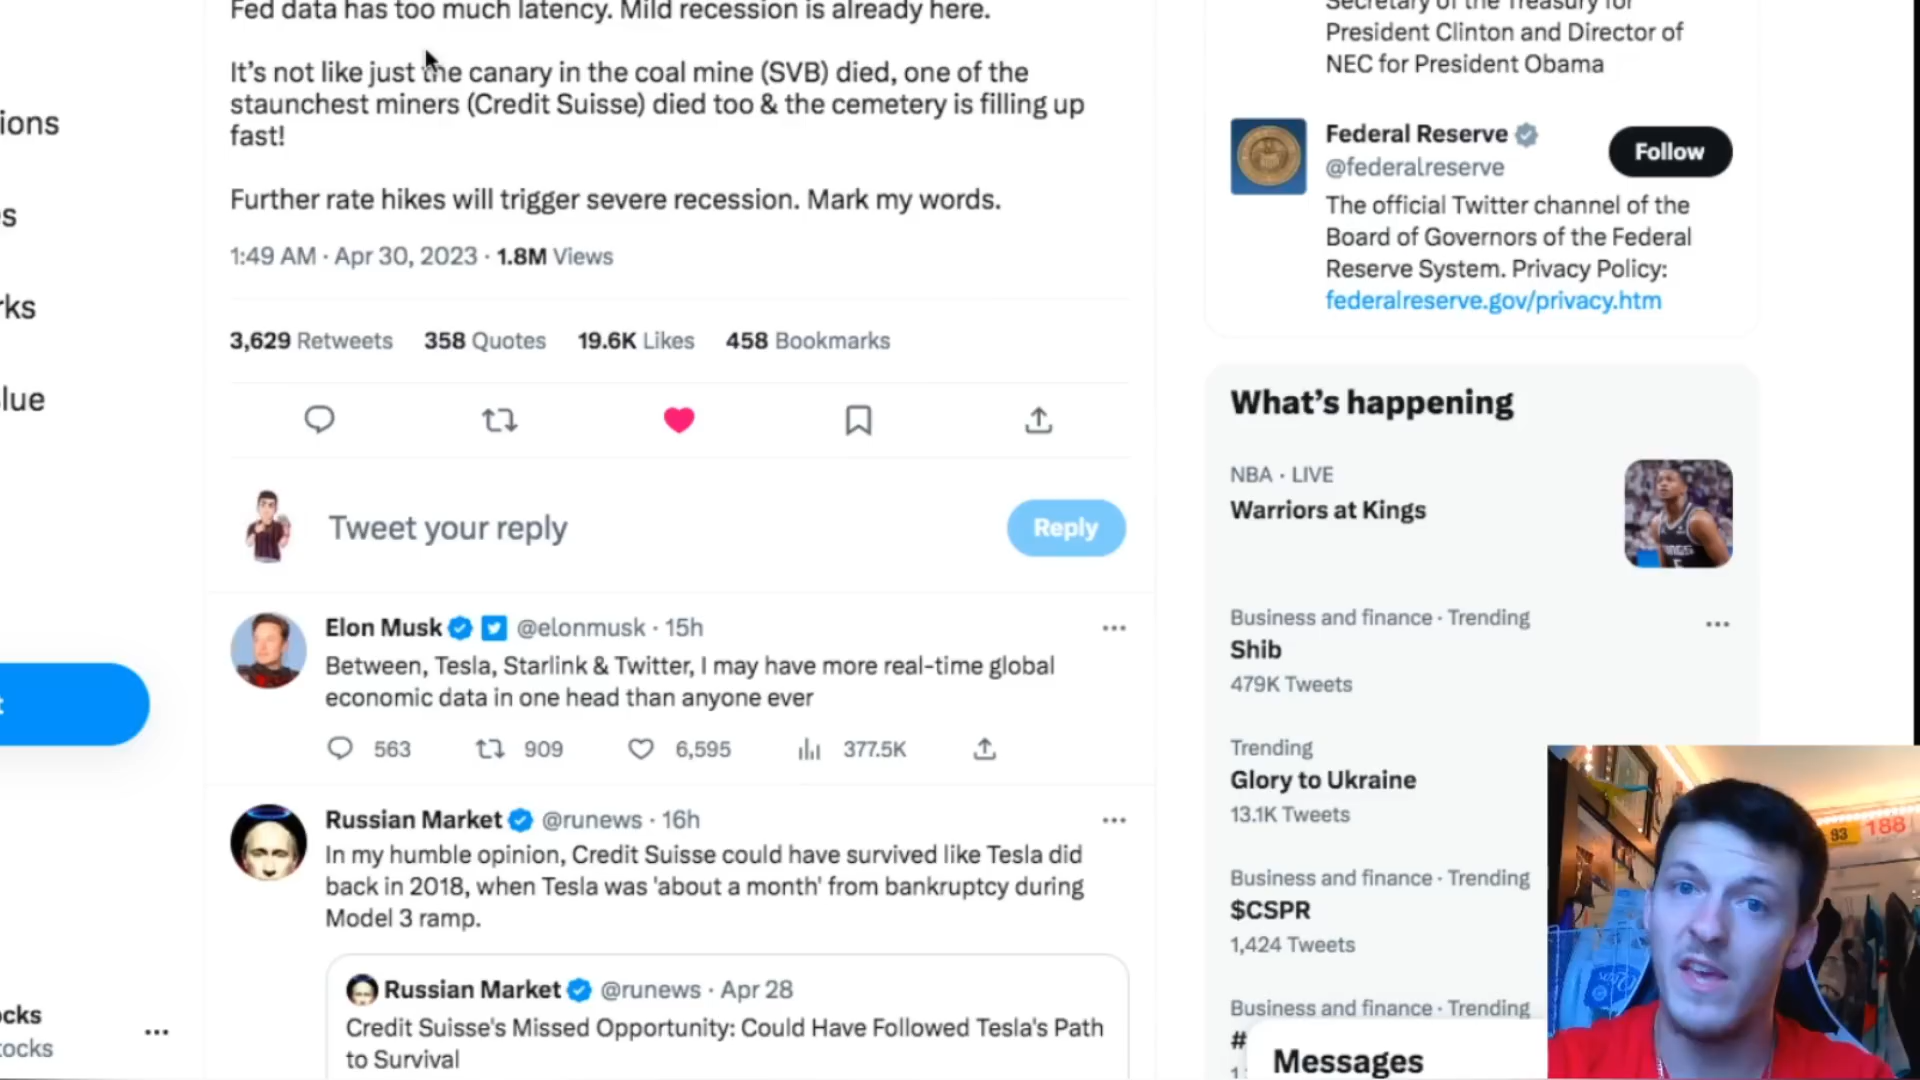 Fed data has too much latency. Mild recession is already here.
It's not like just the canary in the coal mine (SVB) died, one of the
staunchest miners (Credit Suisse) died too & the cemetery is filling up
fast!
Further rate hikes will trigger severe recession. Mark my words.
1:49 AM · Apr 30, 2023 · 1.8M Views
3,629 Retweets 358 Quotes 19.6K Likes 458 Bookmarks
Tweet your reply
Reply
Elon Musk @elonmusk · 15h
Between, Tesla, Starlink & Twitter, I may have more real-time global
economic data in one head than anyone ever
563 909 6,595 377.5K
Russian Market @runews · 16h
In my humble opinion, Credit Suisse could have survived like Tesla did
back in 2018, when Tesla was 'about a month' from bankruptcy during
Model 3 ramp.
Russian Market @runews · Apr 28
Credit Suisse's Missed Opportunity: Could Have Followed Tesla's Path
to Survival
Secretary of the Treasury for
President Clinton and Director of
NEC for President Obama
Federal Reserve
@federalreserve
Follow
The official Twitter channel of the
Board of Governors of the Federal
Reserve System. Privacy Policy:
federalreserve.gov/privacy.htm
What's happening
NBA · LIVE
Warriors at Kings
Business and finance · Trending
Shib
479K Tweets
Trending
Glory to Ukraine
13.1K Tweets
Business and finance · Trending
$CSPR
1,424 Tweets
Business and finance · Trending
#
Messages
ions
s
rks
lue
t
ocks
tocks
93
188